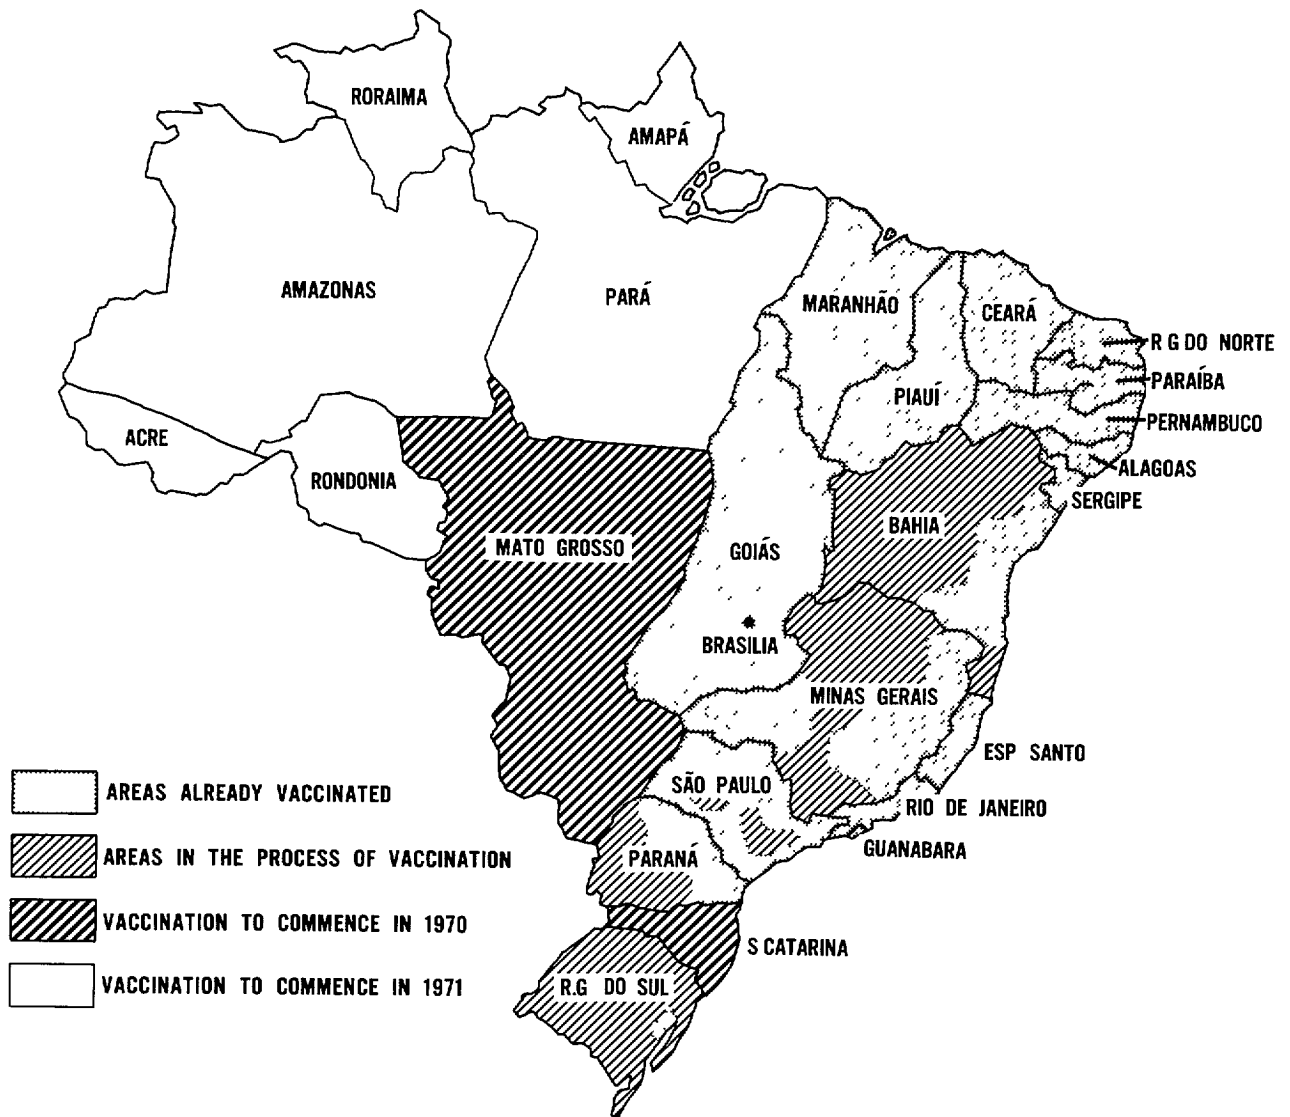 RORAIMA
AMAPÁ
AMAZONAS
PARÁ
MARANHÃO
CEARÁ
R G DO NORTE
PARAÍBA
PIAUÍ
PERNAMBUCO
ACRE
ALAGOAS
RONDONIA
SERGIPE
BAHIA
MATO GROSSO
GOIÁS
BRASILIA
MINAS GERAIS
ESP SANTO
SÃO PAULO
RIO DE JANEIRO
GUANABARA
PARANÁ
S CATARINA
R.G DO SUL
AREAS ALREADY VACCINATED
AREAS IN THE PROCESS OF VACCINATION
VACCINATION TO COMMENCE IN 1970
VACCINATION TO COMMENCE IN 1971